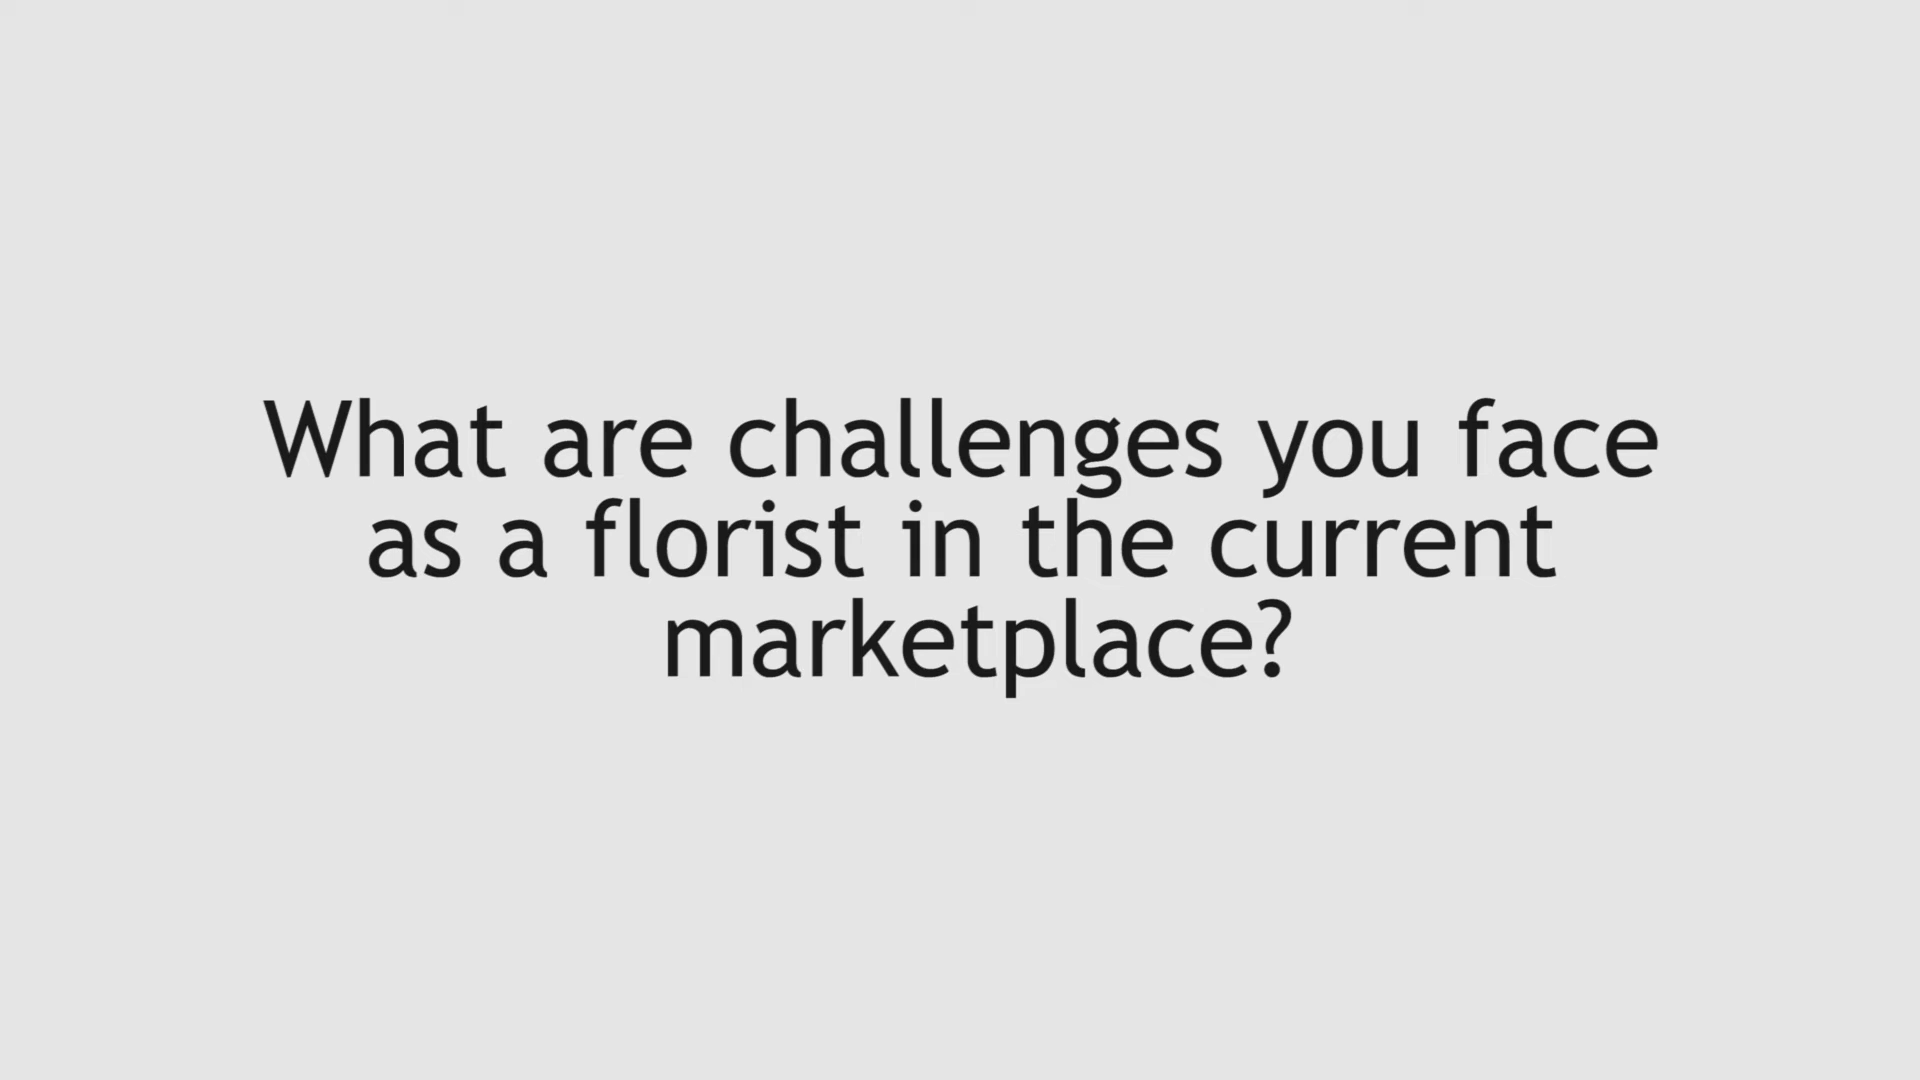 What are challenges you face
as a florist in the current
marketplace?